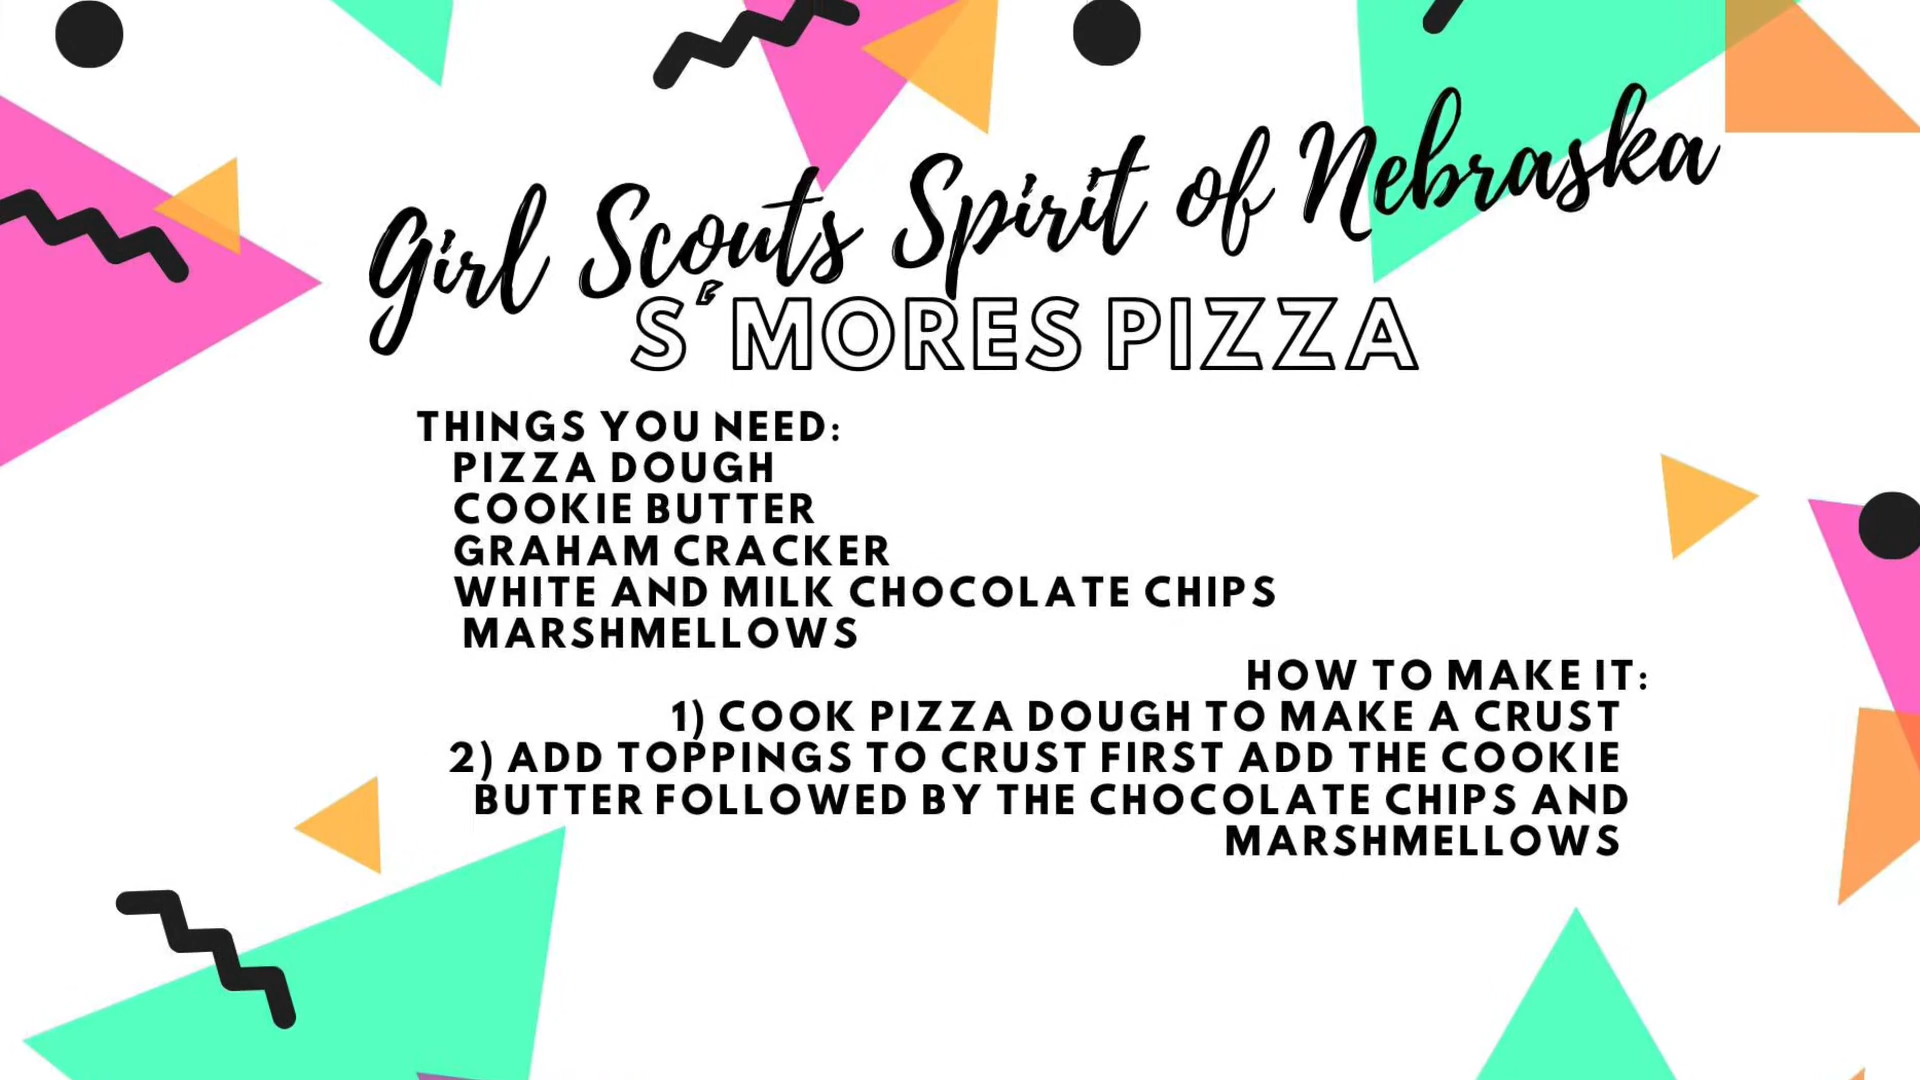 Girl Scouts Spirit of Nebraska
S'MORES PIZZA
THINGS YOU NEED:
PIZZA DOUGH
COOKIE BUTTER
GRAHAM CRACKER
WHITE AND MILK CHOCOLATE CHIPS
MARSHMELLOWS
HOW TO MAKE IT:
1) COOK PIZZA DOUGH TO MAKE A CRUST
2) ADD TOPPINGS TO CRUST FIRST ADD THE COOKIE
BUTTER FOLLOWED BY THE CHOCOLATE CHIPS AND
MARSHMELLOWS